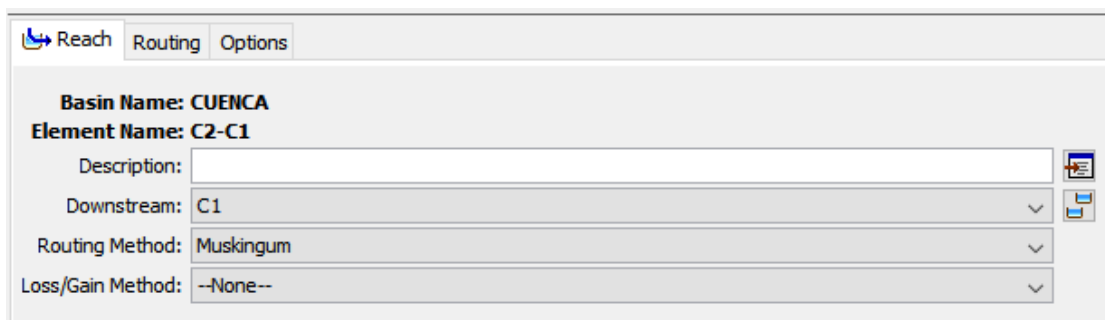 Reach Routing Options
Basin Name: CUENCA
Element Name: C2-C1
Description:
Downstream: C1
Routing Method: Muskingum
Loss/Gain Method: --None--